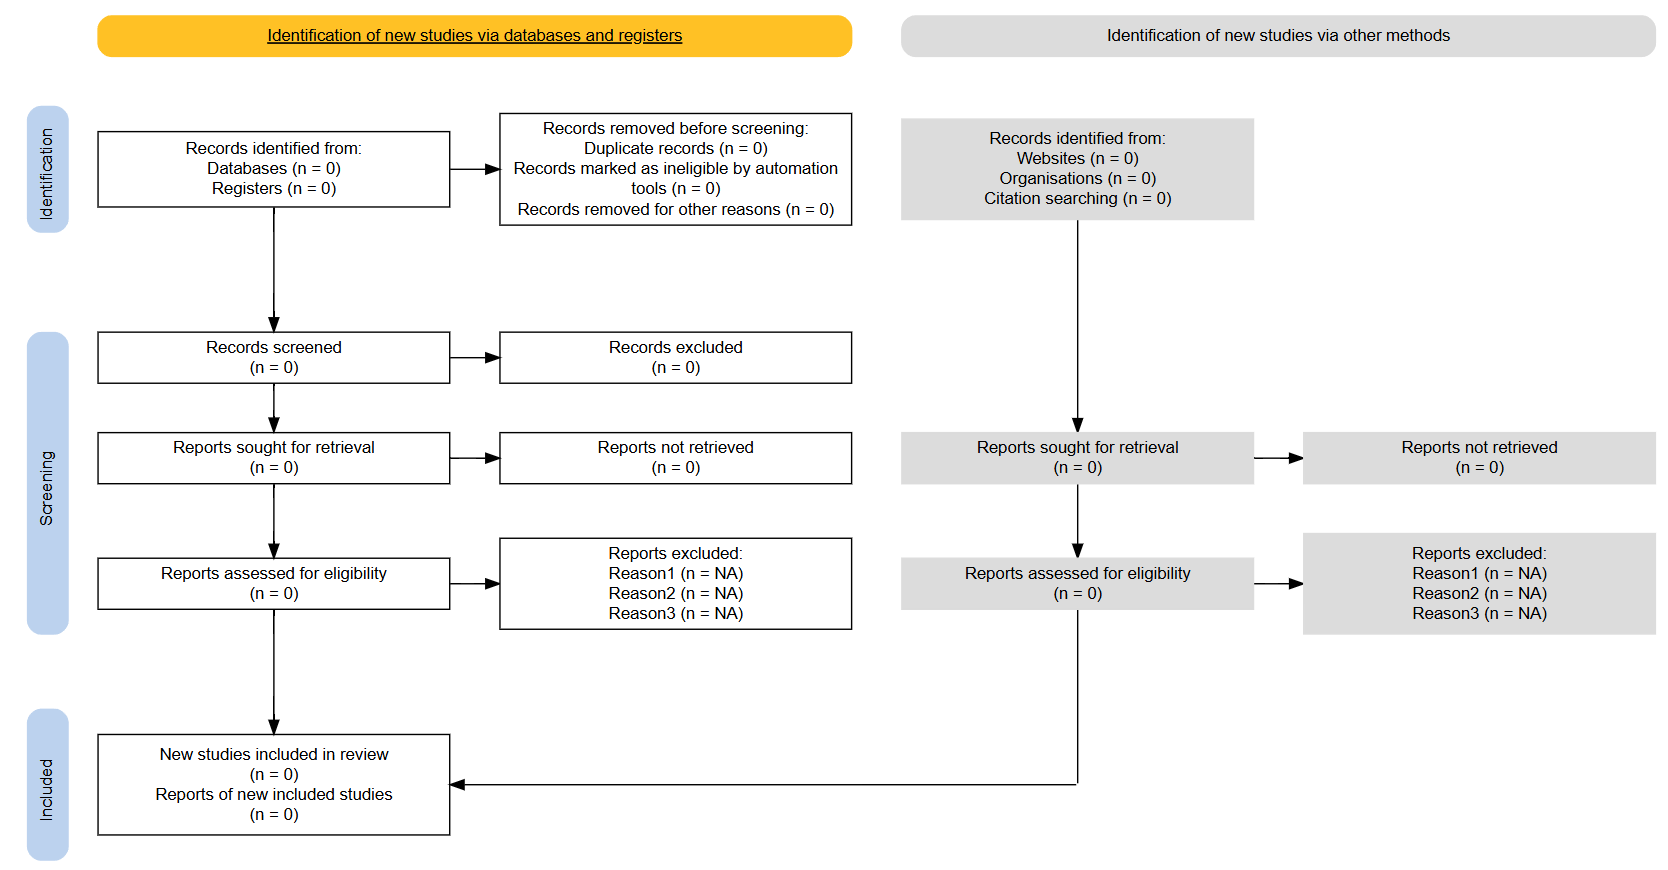 Identification of new studies via databases and registers
Identification of new studies via other methods
Identification
Records identified from:
Databases (n = 0)
Registers (n = 0)
Records removed before screening:
Duplicate records (n = 0)
Records marked as ineligible by automation
tools (n = 0)
Records removed for other reasons (n = 0)
Records identified from:
Websites (n = 0)
Organisations (n = 0)
Citation searching (n = 0)
Screening
Records screened
(n = 0)
Records excluded
(n = 0)
Reports sought for retrieval
(n = 0)
Reports not retrieved
(n = 0)
Reports sought for retrieval
(n = 0)
Reports not retrieved
(n = 0)
Reports assessed for eligibility
(n = 0)
Reports excluded:
Reason1 (n = NA)
Reason2 (n = NA)
Reason3 (n = NA)
Reports assessed for eligibility
(n = 0)
Reports excluded:
Reason1 (n = NA)
Reason2 (n = NA)
Reason3 (n = NA)
Included
New studies included in review
(n = 0)
Reports of new included studies
(n = 0)